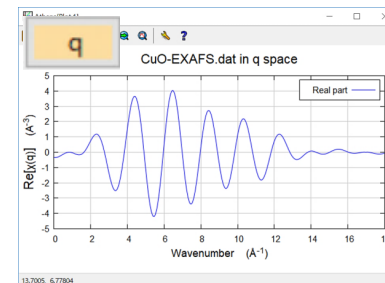 q
?
CuO-EXAFS.dat in q space
Real part
Re[χ(q)] (Å⁻³)
5
4
3
2
1
0
-1
-2
-3
-4
-5
0 2 4 6 8 10 12 14 16
Wavenumber (Å⁻¹)
13.7005, 6.77804